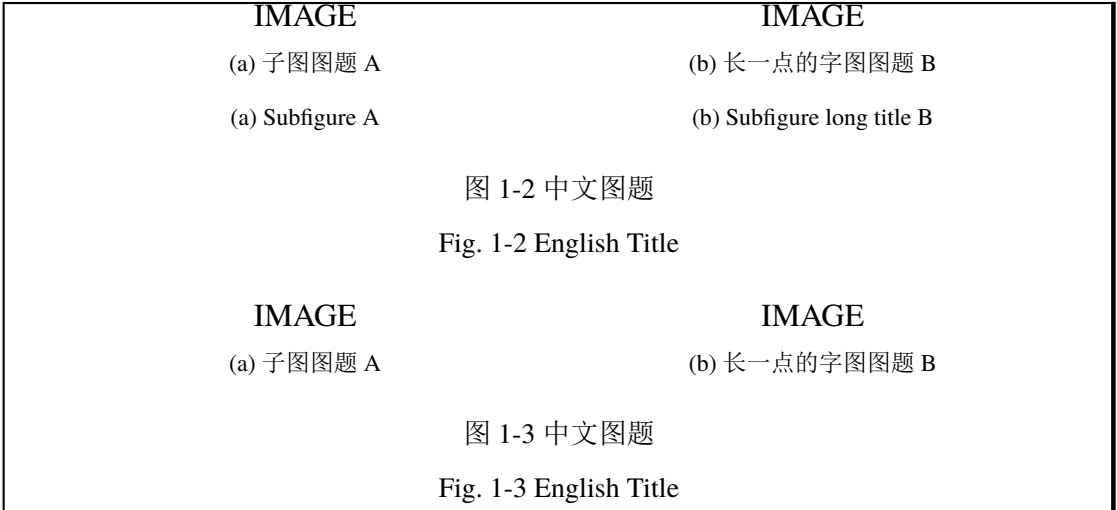 IMAGE IMAGE
(a) 子图图题 A (b) 长一点的字图图题 B
(a) Subfigure A (b) Subfigure long title B
图 1-2 中文图题
Fig. 1-2 English Title
IMAGE IMAGE
(a) 子图图题 A (b) 长一点的字图图题 B
图 1-3 中文图题
Fig. 1-3 English Title